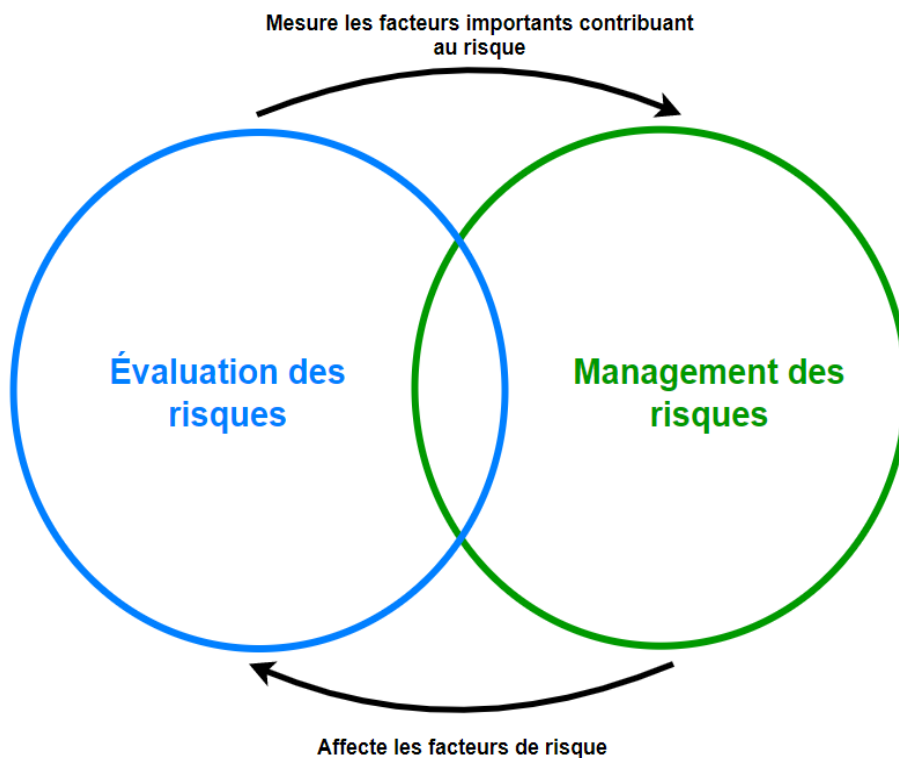 Mesure les facteurs importants contribuant
au risque
Évaluation des
risques
Management des
risques
Affecte les facteurs de risque